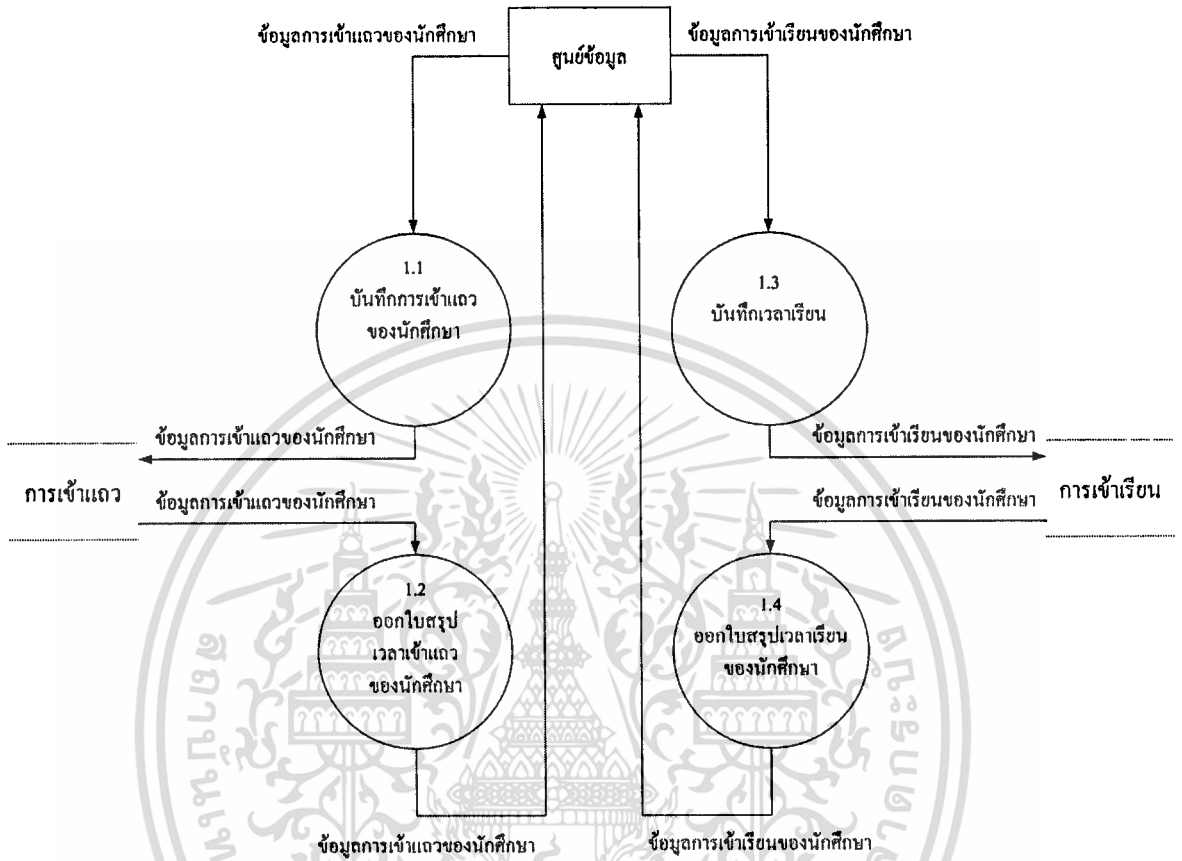 ข้อมูลการเข้าแถวของนักศึกษา
ศูนย์ข้อมูล
ข้อมูลการเข้าเรียนของนักศึกษา
1.1
บันทึกการเข้าแถว
ของนักศึกษา
1.3
บันทึกเวลาเรียน
ข้อมูลการเข้าแถวของนักศึกษา
ข้อมูลการเข้าเรียนของนักศึกษา
การเข้าแถว
ข้อมูลการเข้าแถวของนักศึกษา
ข้อมูลการเข้าเรียนของนักศึกษา
การเข้าเรียน
1.2
ออกใบสรุป
เวลาเข้าแถว
ของนักศึกษา
1.4
ออกใบสรุปเวลาเรียน
ของนักศึกษา
ข้อมูลการเข้าแถวของนักศึกษา
ข้อมูลการเข้าเรียนของนักศึกษา